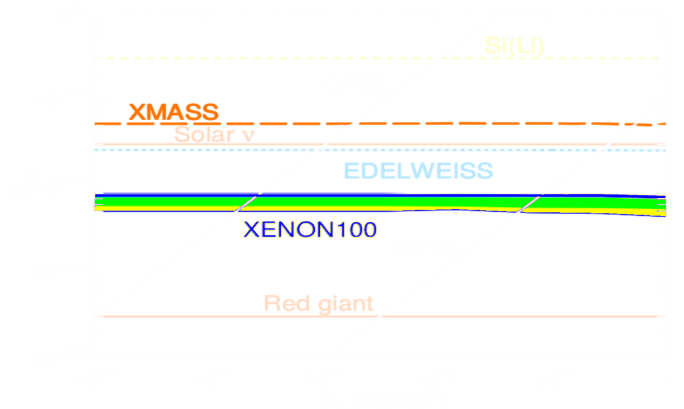 Si(Li)
XMASS
Solar ν
EDELWEISS
XENON100
Red giant